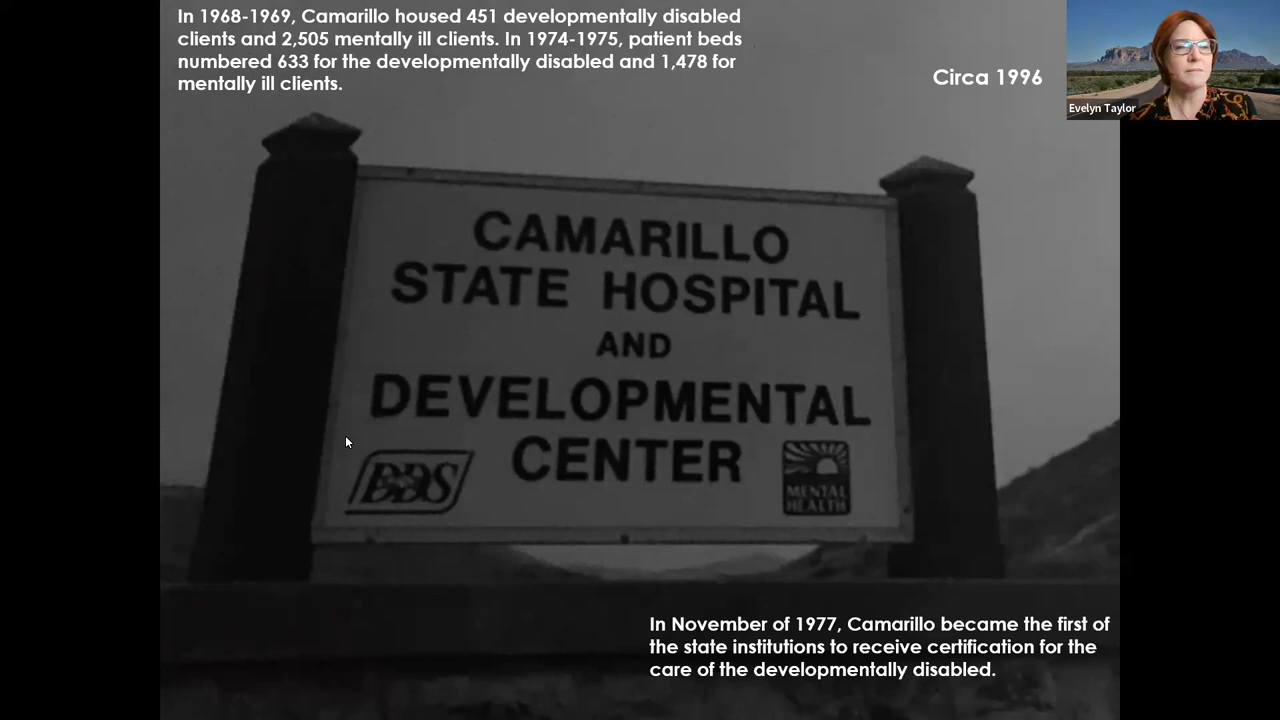 In 1968-1969, Camarillo housed 451 developmentally disabled
clients and 2,505 mentally ill clients. In 1974-1975, patient beds
numbered 633 for the developmentally disabled and 1,478 for
mentally ill clients.
Circa 1996
Evelyn Taylor
CAMARILLO
STATE HOSPITAL
AND
DEVELOPMENTAL
CENTER
DDS
MENTAL
HEALTH
In November of 1977, Camarillo became the first of
the state institutions to receive certification for the
care of the developmentally disabled.